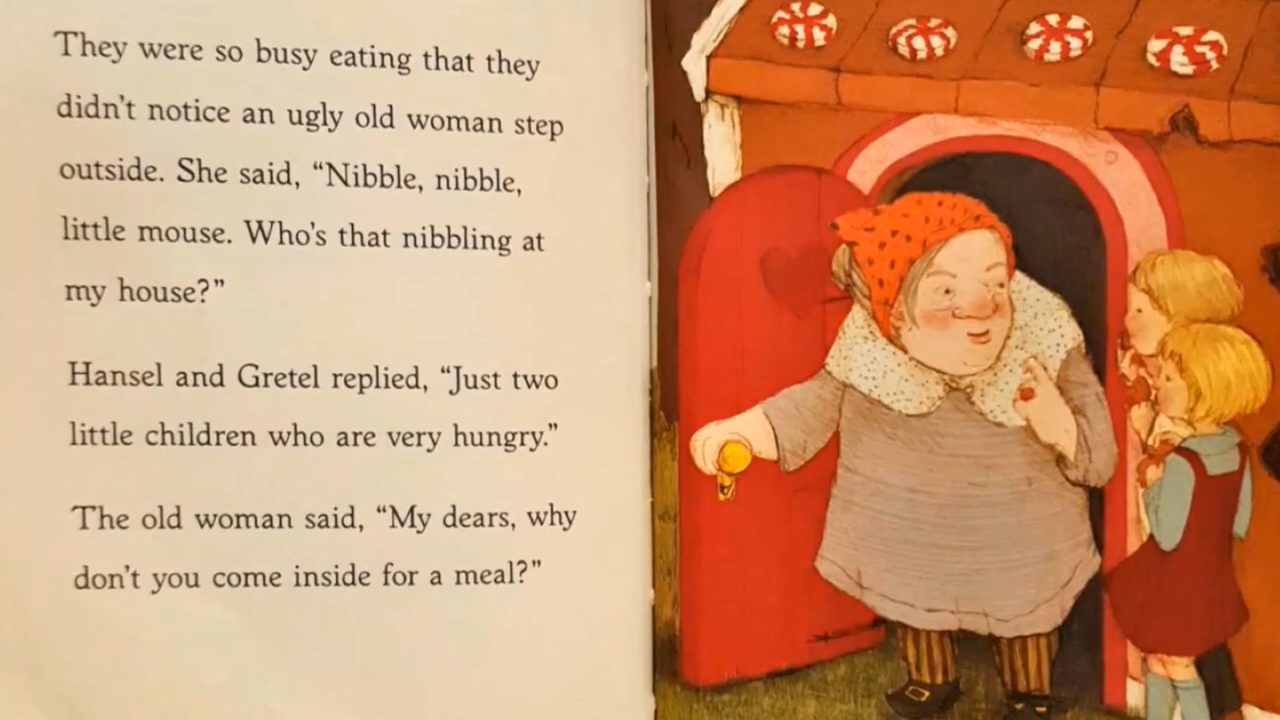 They were so busy eating that they
didn't notice an ugly old woman step
outside. She said, “Nibble, nibble,
little mouse. Who's that nibbling at
my house?”
Hansel and Gretel replied, “Just two
little children who are very hungry.”
The old woman said, “My dears, why
don't you come inside for a meal?”